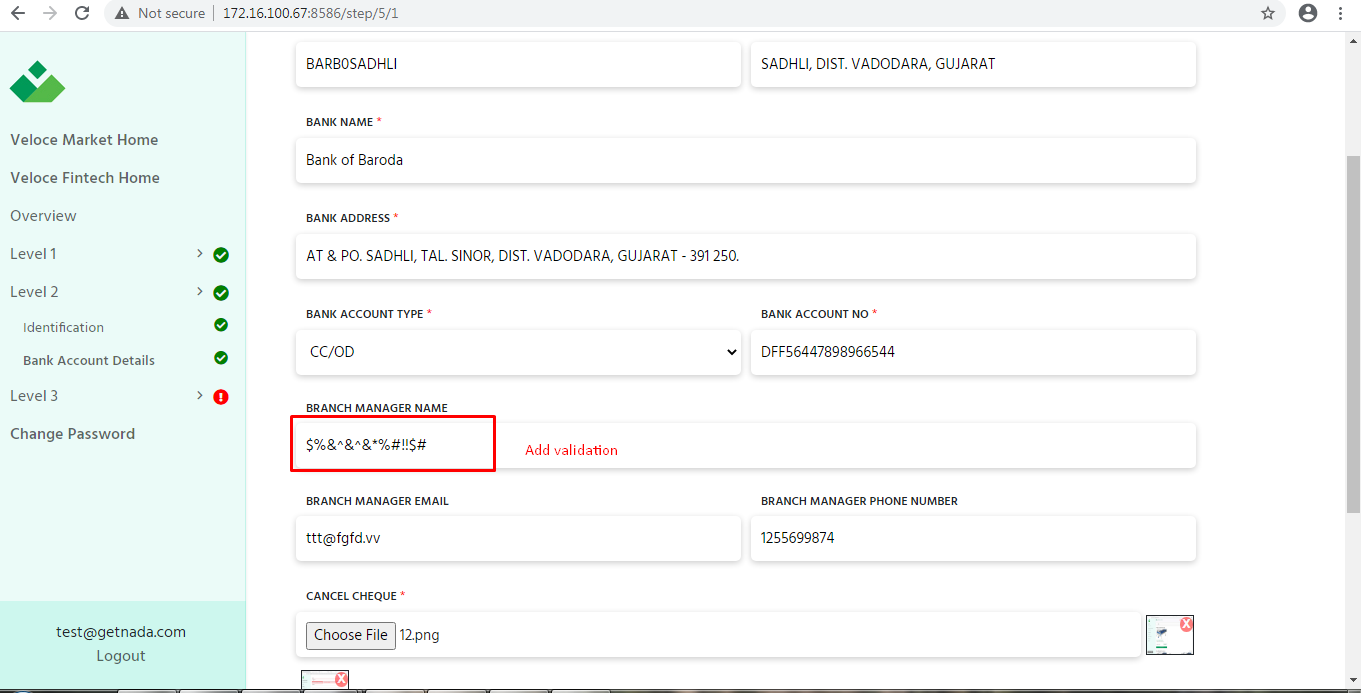 Not secure 172.16.100.67:8586/step/5/1
Veloce Market Home
Veloce Fintech Home
Overview
Level 1
Level 2
Identification
Bank Account Details
Level 3
Change Password
test@getnada.com
Logout
BARB0SADHLI SADHLI, DIST. VADODARA, GUJARAT
BANK NAME *
Bank of Baroda
BANK ADDRESS *
AT & PO. SADHLI, TAL. SINOR, DIST. VADODARA, GUJARAT - 391 250.
BANK ACCOUNT TYPE * BANK ACCOUNT NO *
CC/OD DFF56447898966544
BRANCH MANAGER NAME
$%&^&^&*%#!!$# Add validation
BRANCH MANAGER EMAIL BRANCH MANAGER PHONE NUMBER
ttt@fgfd.vv 1255699874
CANCEL CHEQUE *
Choose File 12.png